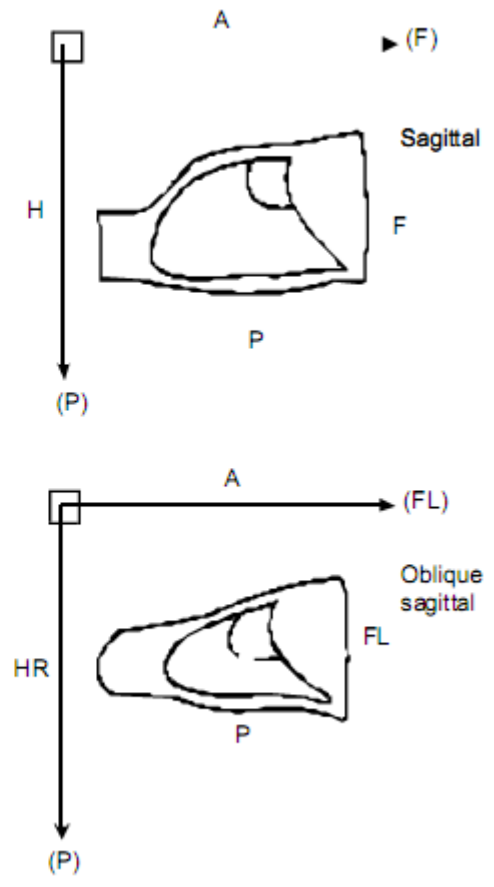 A
(F)
Sagittal
H
F
P
(P)
A
(FL)
Oblique
sagittal
FL
HR
P
(P)